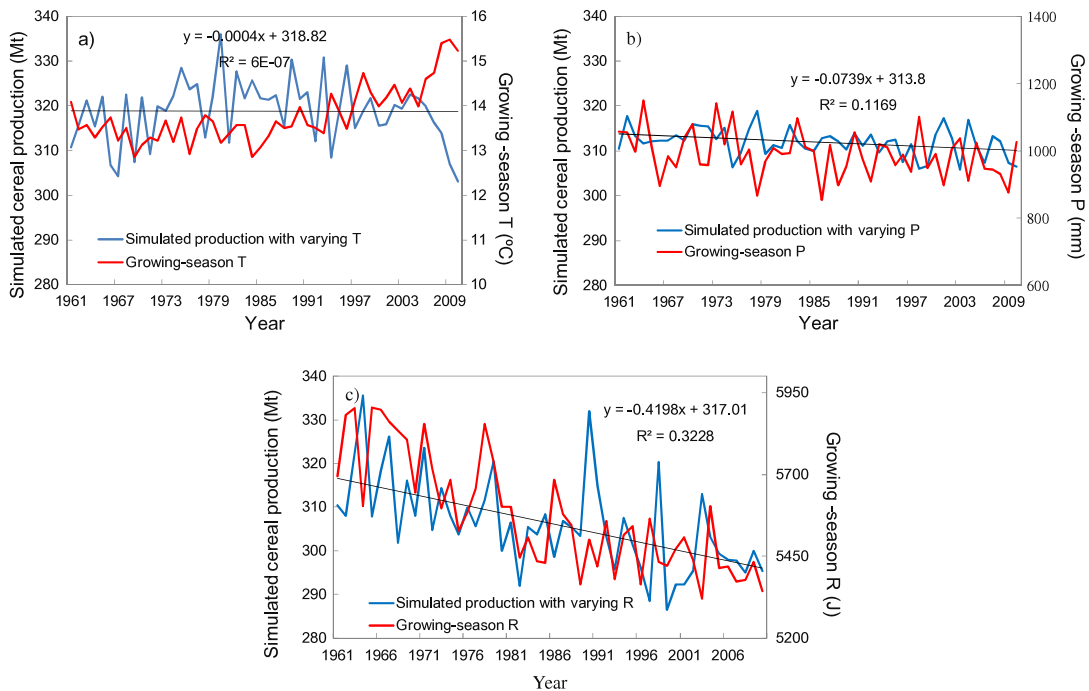 a)
y = -0.0004x + 318.82
R² = 6E-07
340
330
320
310
300
290
280
Simulated cereal production (Mt)
16
15
14
13
12
11
10
Growing -season T (ºC)
Simulated production with varying T
Growing-season T
1961 1967 1973 1979 1985 1991 1997 2003 2009
Year
b)
y = -0.0739x + 313.8
R² = 0.1169
340
330
320
310
300
290
280
Simulated cereal production (Mt)
1400
1200
1000
800
600
Growing -season P (mm)
Simulated production with varying P
Growing-season P
1961 1967 1973 1979 1985 1991 1997 2003 2009
Year
c)
y = -0.4198x + 317.01
R² = 0.3228
340
330
320
310
300
290
280
Simulated cereal production (Mt)
5950
5700
5450
5200
Growing -season R (J)
Simulated production with varying R
Growing-season R
1961 1966 1971 1976 1981 1986 1991 1996 2001 2006
Year